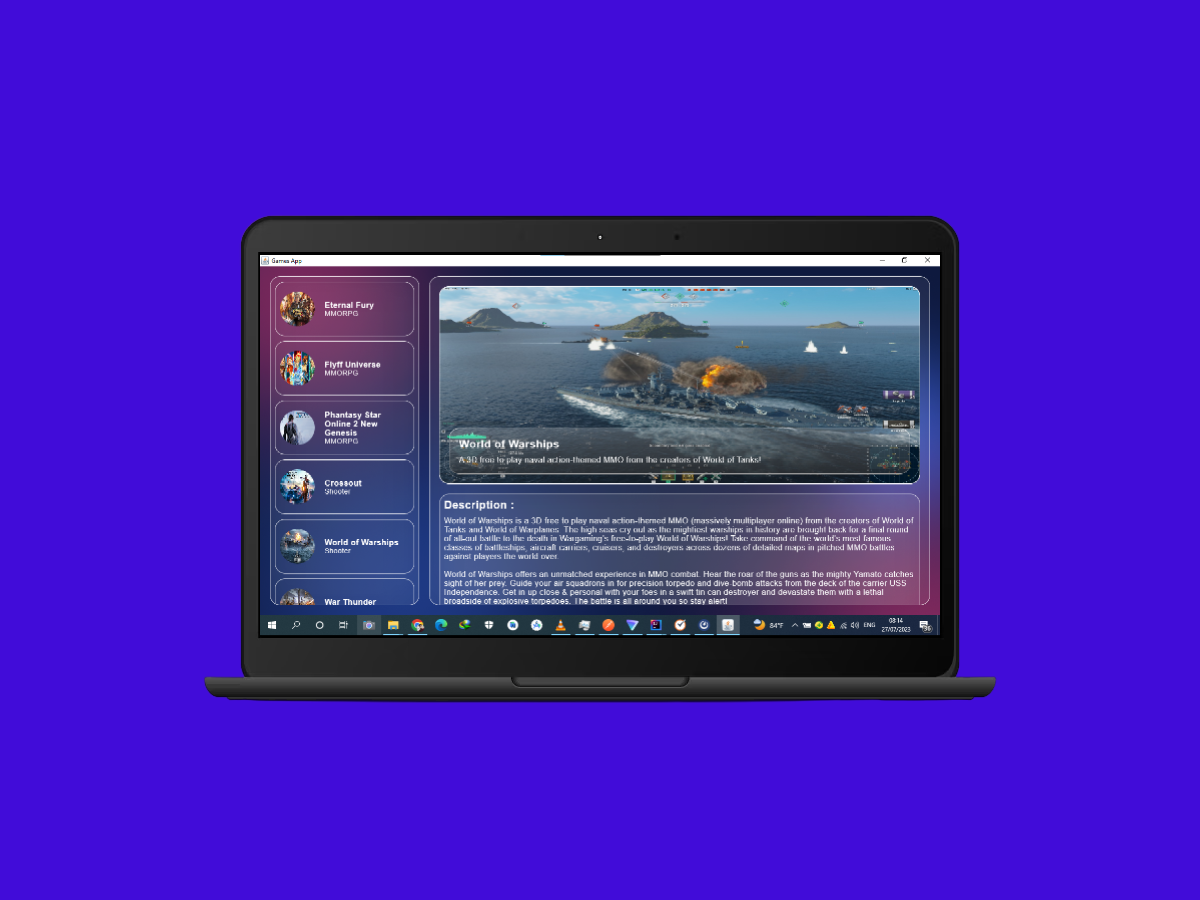 Games App
Eternal Fury
MMORPG
Flyff Universe
MMORPG
Phantasy Star
Online 2 New
Genesis
MMORPG
Crossout
Shooter
World of Warships
Shooter
War Thunder
World of Warships
A 3D free to play naval action-themed MMO from the creators of World of Tanks!
Description :
World of Warships is a 3D free to play naval action-themed MMO (massively multiplayer online) from the creators of World of
Tanks and World of Warplanes. The high seas cry out as the mightiest warships in history are brought back for a final round
of all-out battle to the death in Wargaming's free-to-play World of Warships! Take command of the world's most famous
classes of battleships, aircraft carriers, cruisers, and destroyers across dozens of detailed maps in pitched MMO battles
against players the world over.
World of Warships offers an unmatched experience in MMO combat. Hear the roar of the guns as the mighty Yamato catches
sight of her prey. Guide your air squadrons in for precision torpedo and dive-bomb attacks from the deck of the carrier USS
Independence. Get in up close & personal with your toes in a swift tin can destroyer and devastate them with a lethal
broadside of explosive torpedoes. The battle is all around you so stay alert!
84°F
ENG
08:14
27/07/2023
36